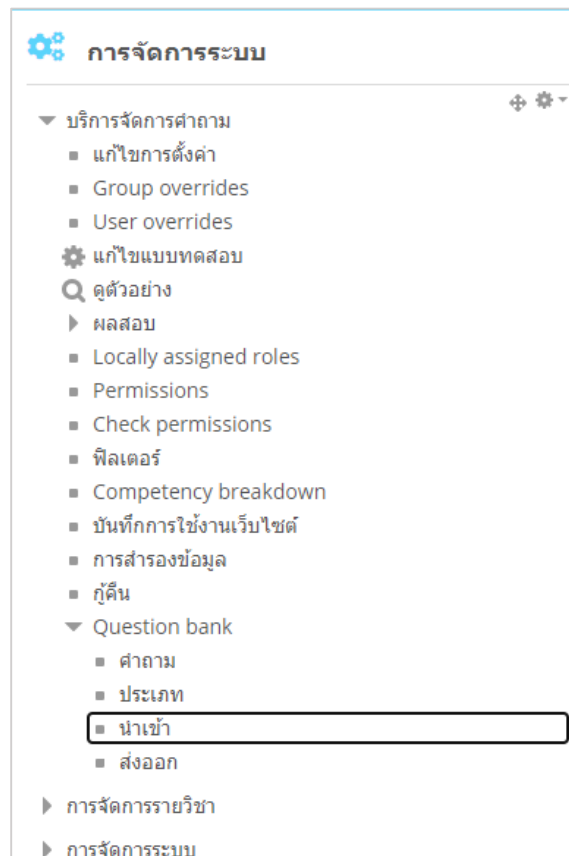 การจัดการระบบ
บริการจัดการคำถาม
แก้ไขการตั้งค่า
Group overrides
User overrides
แก้ไขแบบทดสอบ
ดูตัวอย่าง
ผลสอบ
Locally assigned roles
Permissions
Check permissions
ฟิลเตอร์
Competency breakdown
บันทึกการใช้งานเว็บไซต์
การสำรองข้อมูล
กู้คืน
Question bank
คำถาม
ประเภท
นำเข้า
ส่งออก
การจัดการรายวิชา
การจัดการระบบ